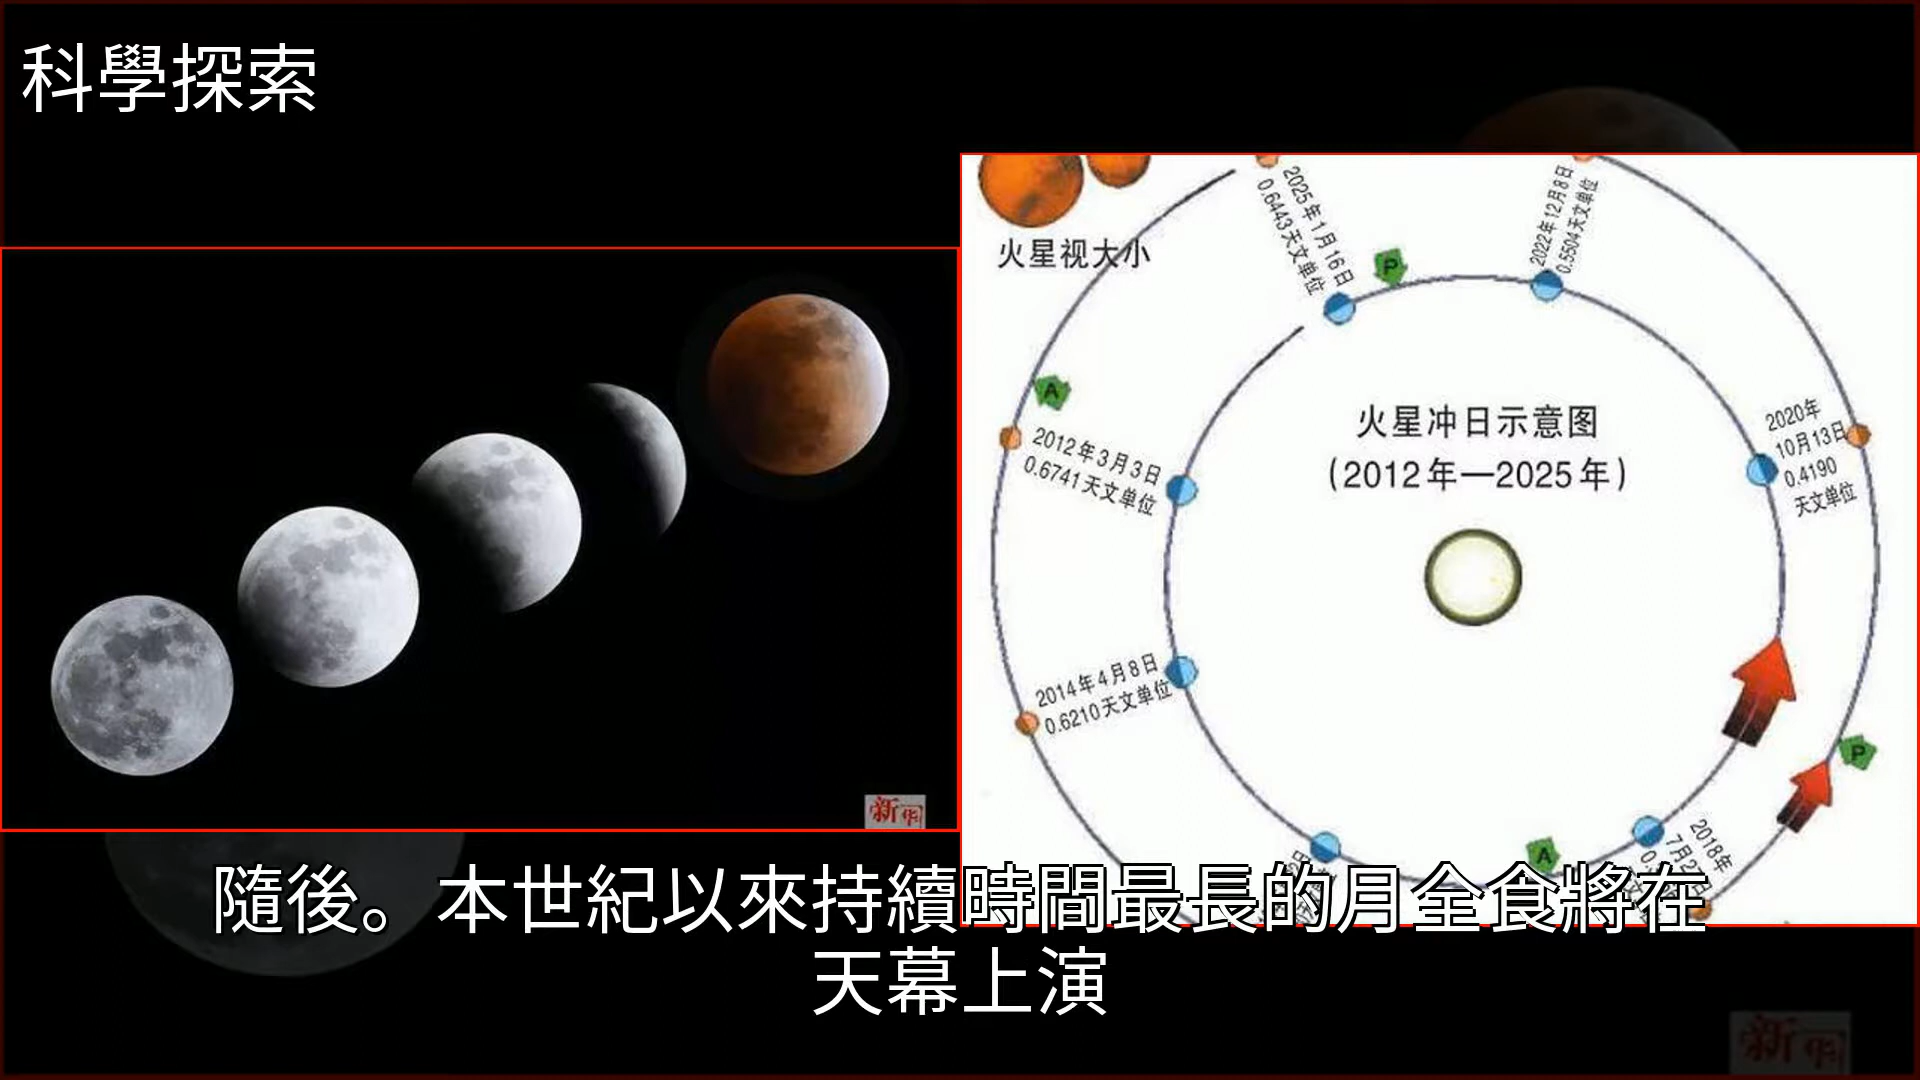 科學探索
火星视大小
2025年1月16日
0.6443天文单位
2022年12月8日
0.5504天文单位
P
A
2012年3月3日
0.6741天文单位
火星冲日示意图
（2012年—2025年）
2020年
10月13日
0.4190
天文单位
2014年4月8日
0.6210天文单位
P
A
2018年
7月27日
新
隨後。本世紀以來持續時間最長的月全食將在
天幕上演